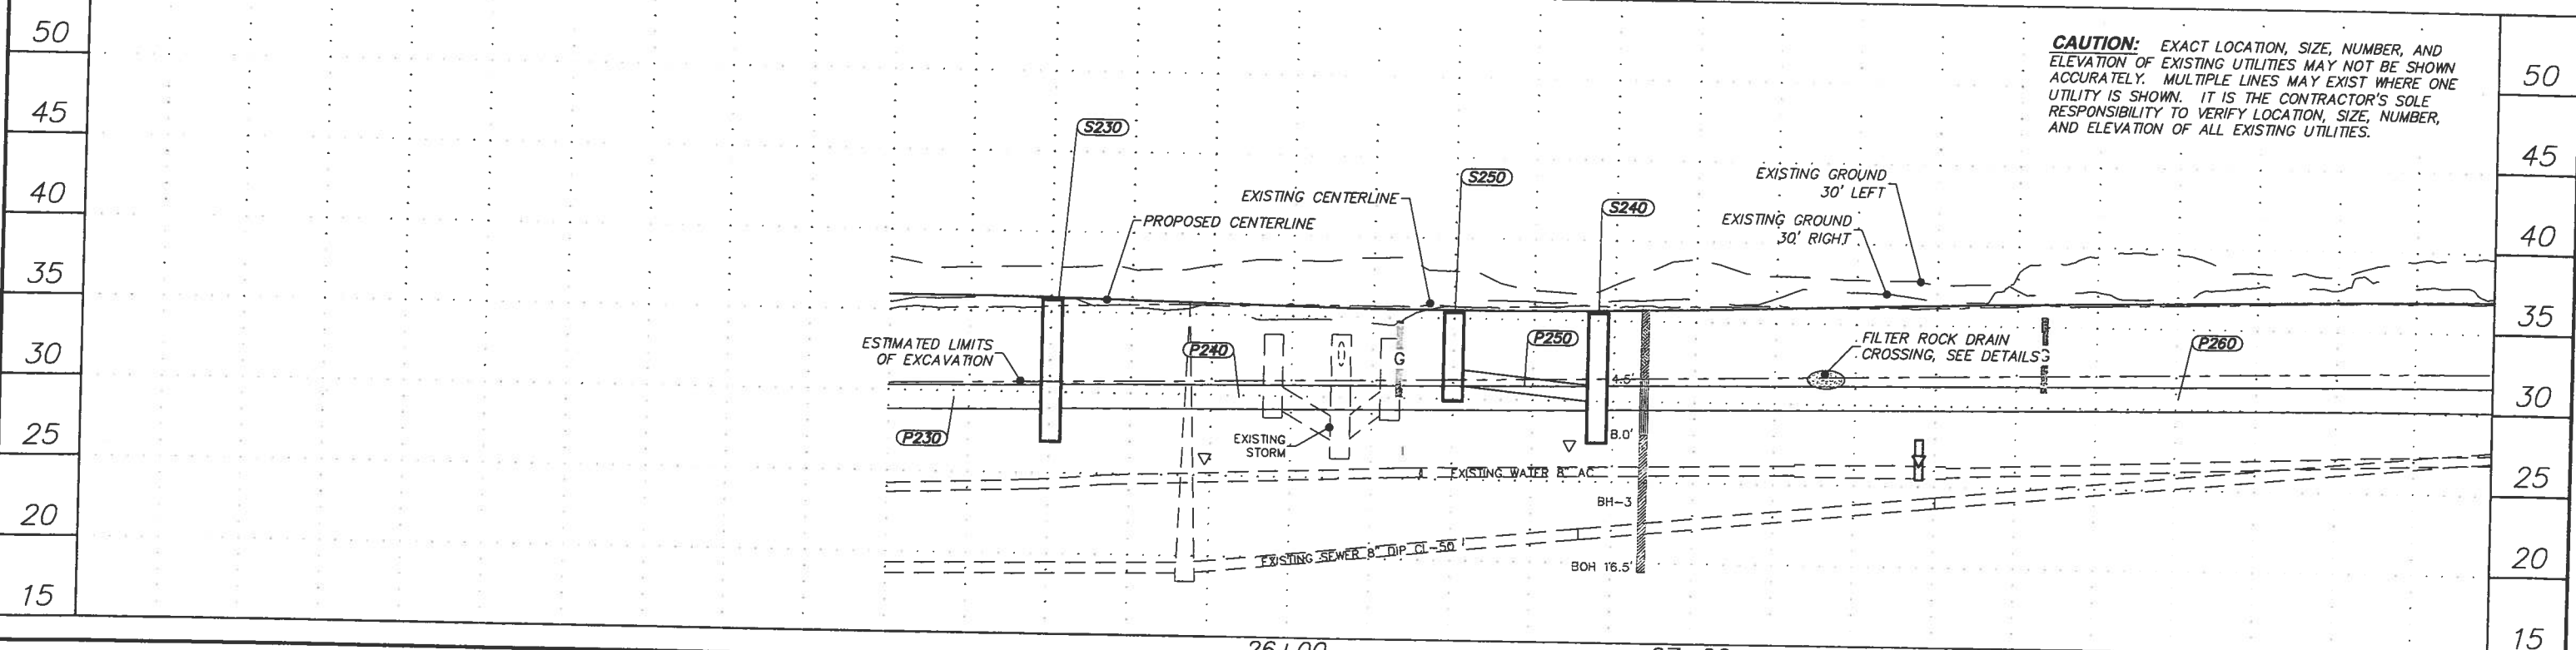 50
45
40
35
30
25
20
15
S230
PROPOSED CENTERLINE
EXISTING CENTERLINE
S250
S240
EXISTING GROUND
30' LEFT
EXISTING GROUND
30' RIGHT
CAUTION: EXACT LOCATION, SIZE, NUMBER, AND
ELEVATION OF EXISTING UTILITIES MAY NOT BE SHOWN
ACCURATELY. MULTIPLE LINES MAY EXIST WHERE ONE
UTILITY IS SHOWN. IT IS THE CONTRACTOR'S SOLE
RESPONSIBILITY TO VERIFY LOCATION, SIZE, NUMBER,
AND ELEVATION OF ALL EXISTING UTILITIES.
ESTIMATED LIMITS
OF EXCAVATION
P240
G
P250
FILTER ROCK DRAIN
CROSSING, SEE DETAILS
G
P260
4.5'
P230
EXISTING
STORM
8.0'
EXISTING WATER 8" AC
BH-3
EXISTING SEWER 8" DIP CL-50
BOH 16.5'
26+00
50
45
40
35
30
25
20
15